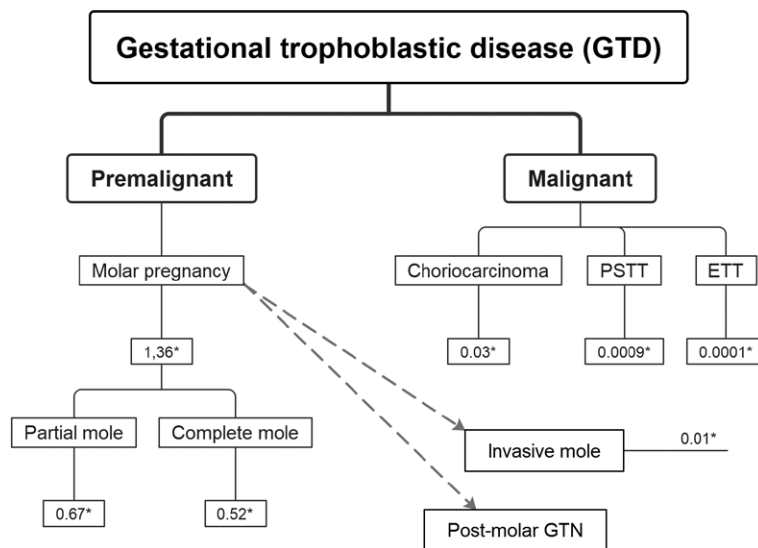 Gestational trophoblastic disease (GTD)
Premalignant
Malignant
Molar pregnancy
Choriocarcinoma
PSTT
ETT
1,36*
0.03*
0.0009*
0.0001*
Partial mole
Complete mole
Invasive mole
0.01*
0.67*
0.52*
Post-molar GTN